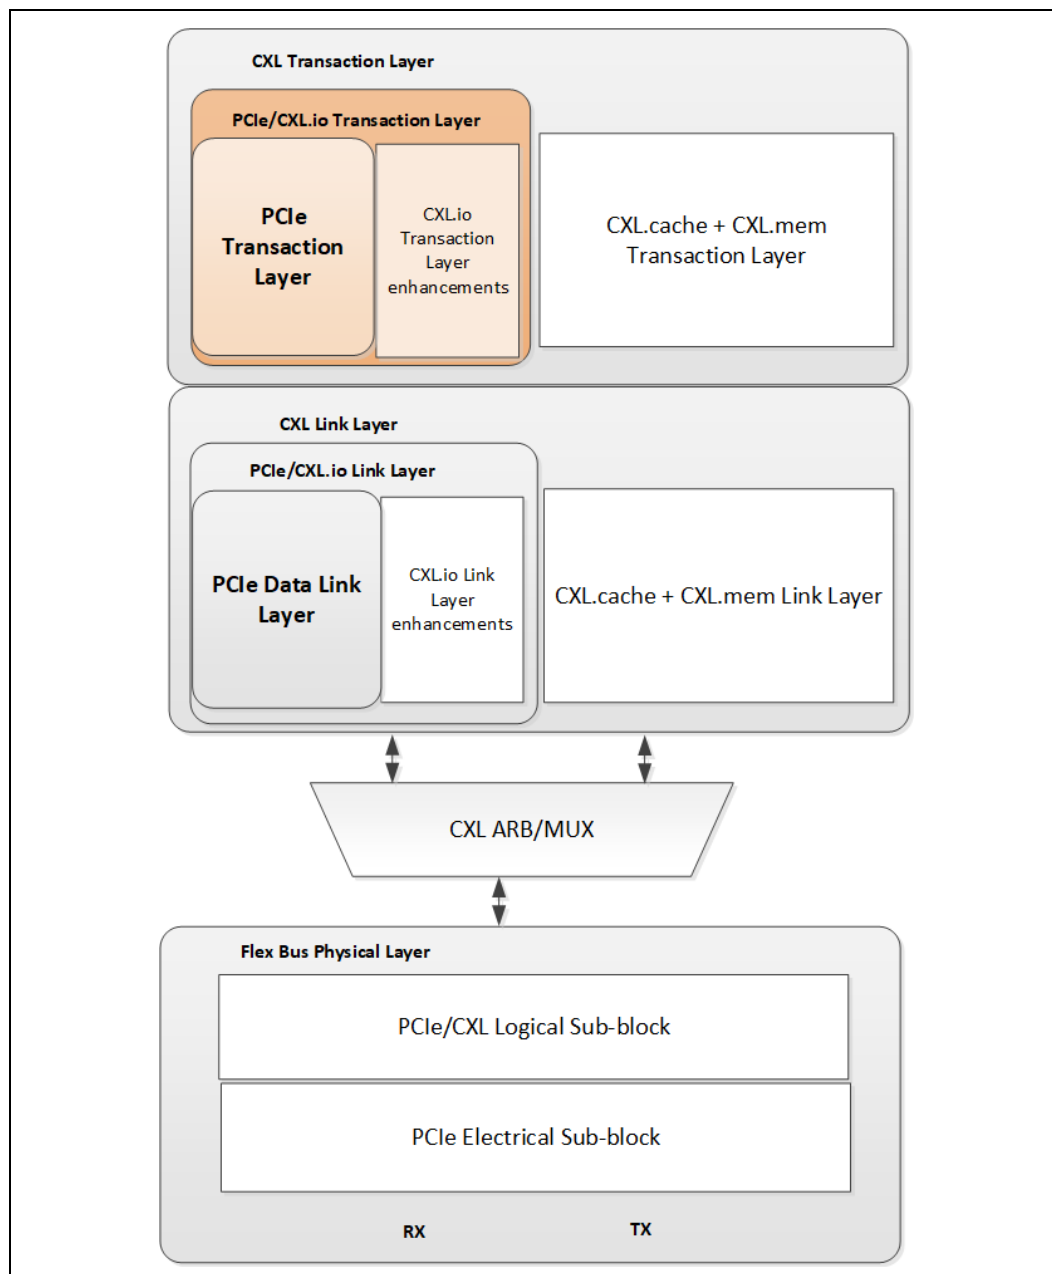 CXL Transaction Layer
PCIe/CXL.io Transaction Layer
PCIe
Transaction
Layer
CXL.io
Transaction
Layer
enhancements
CXL.cache + CXL.mem
Transaction Layer
CXL Link Layer
PCIe/CXL.io Link Layer
PCIe Data Link
Layer
CXL.io Link
Layer
enhancements
CXL.cache + CXL.mem Link Layer
CXL ARB/MUX
Flex Bus Physical Layer
PCIe/CXL Logical Sub-block
PCIe Electrical Sub-block
RX
TX